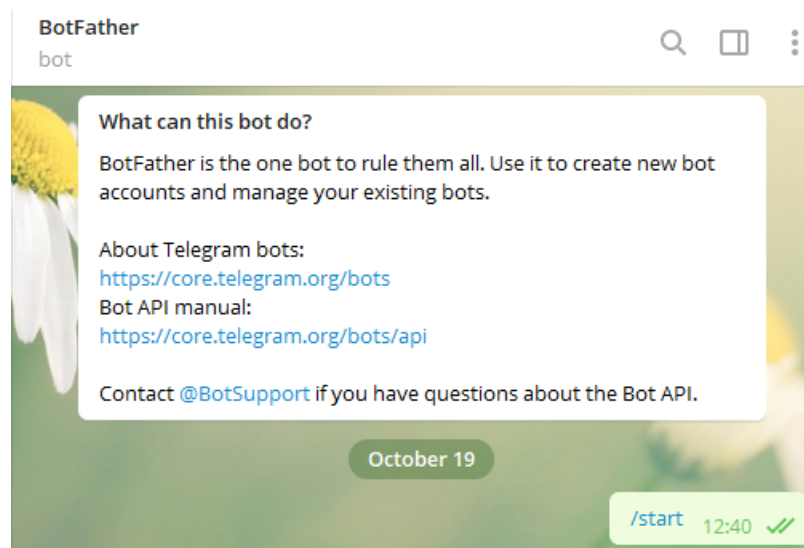 BotFather
bot
What can this bot do?
BotFather is the one bot to rule them all. Use it to create new bot
accounts and manage your existing bots.
About Telegram bots:
https://core.telegram.org/bots
Bot API manual:
https://core.telegram.org/bots/api
Contact @BotSupport if you have questions about the Bot API.
October 19
/start 12:40